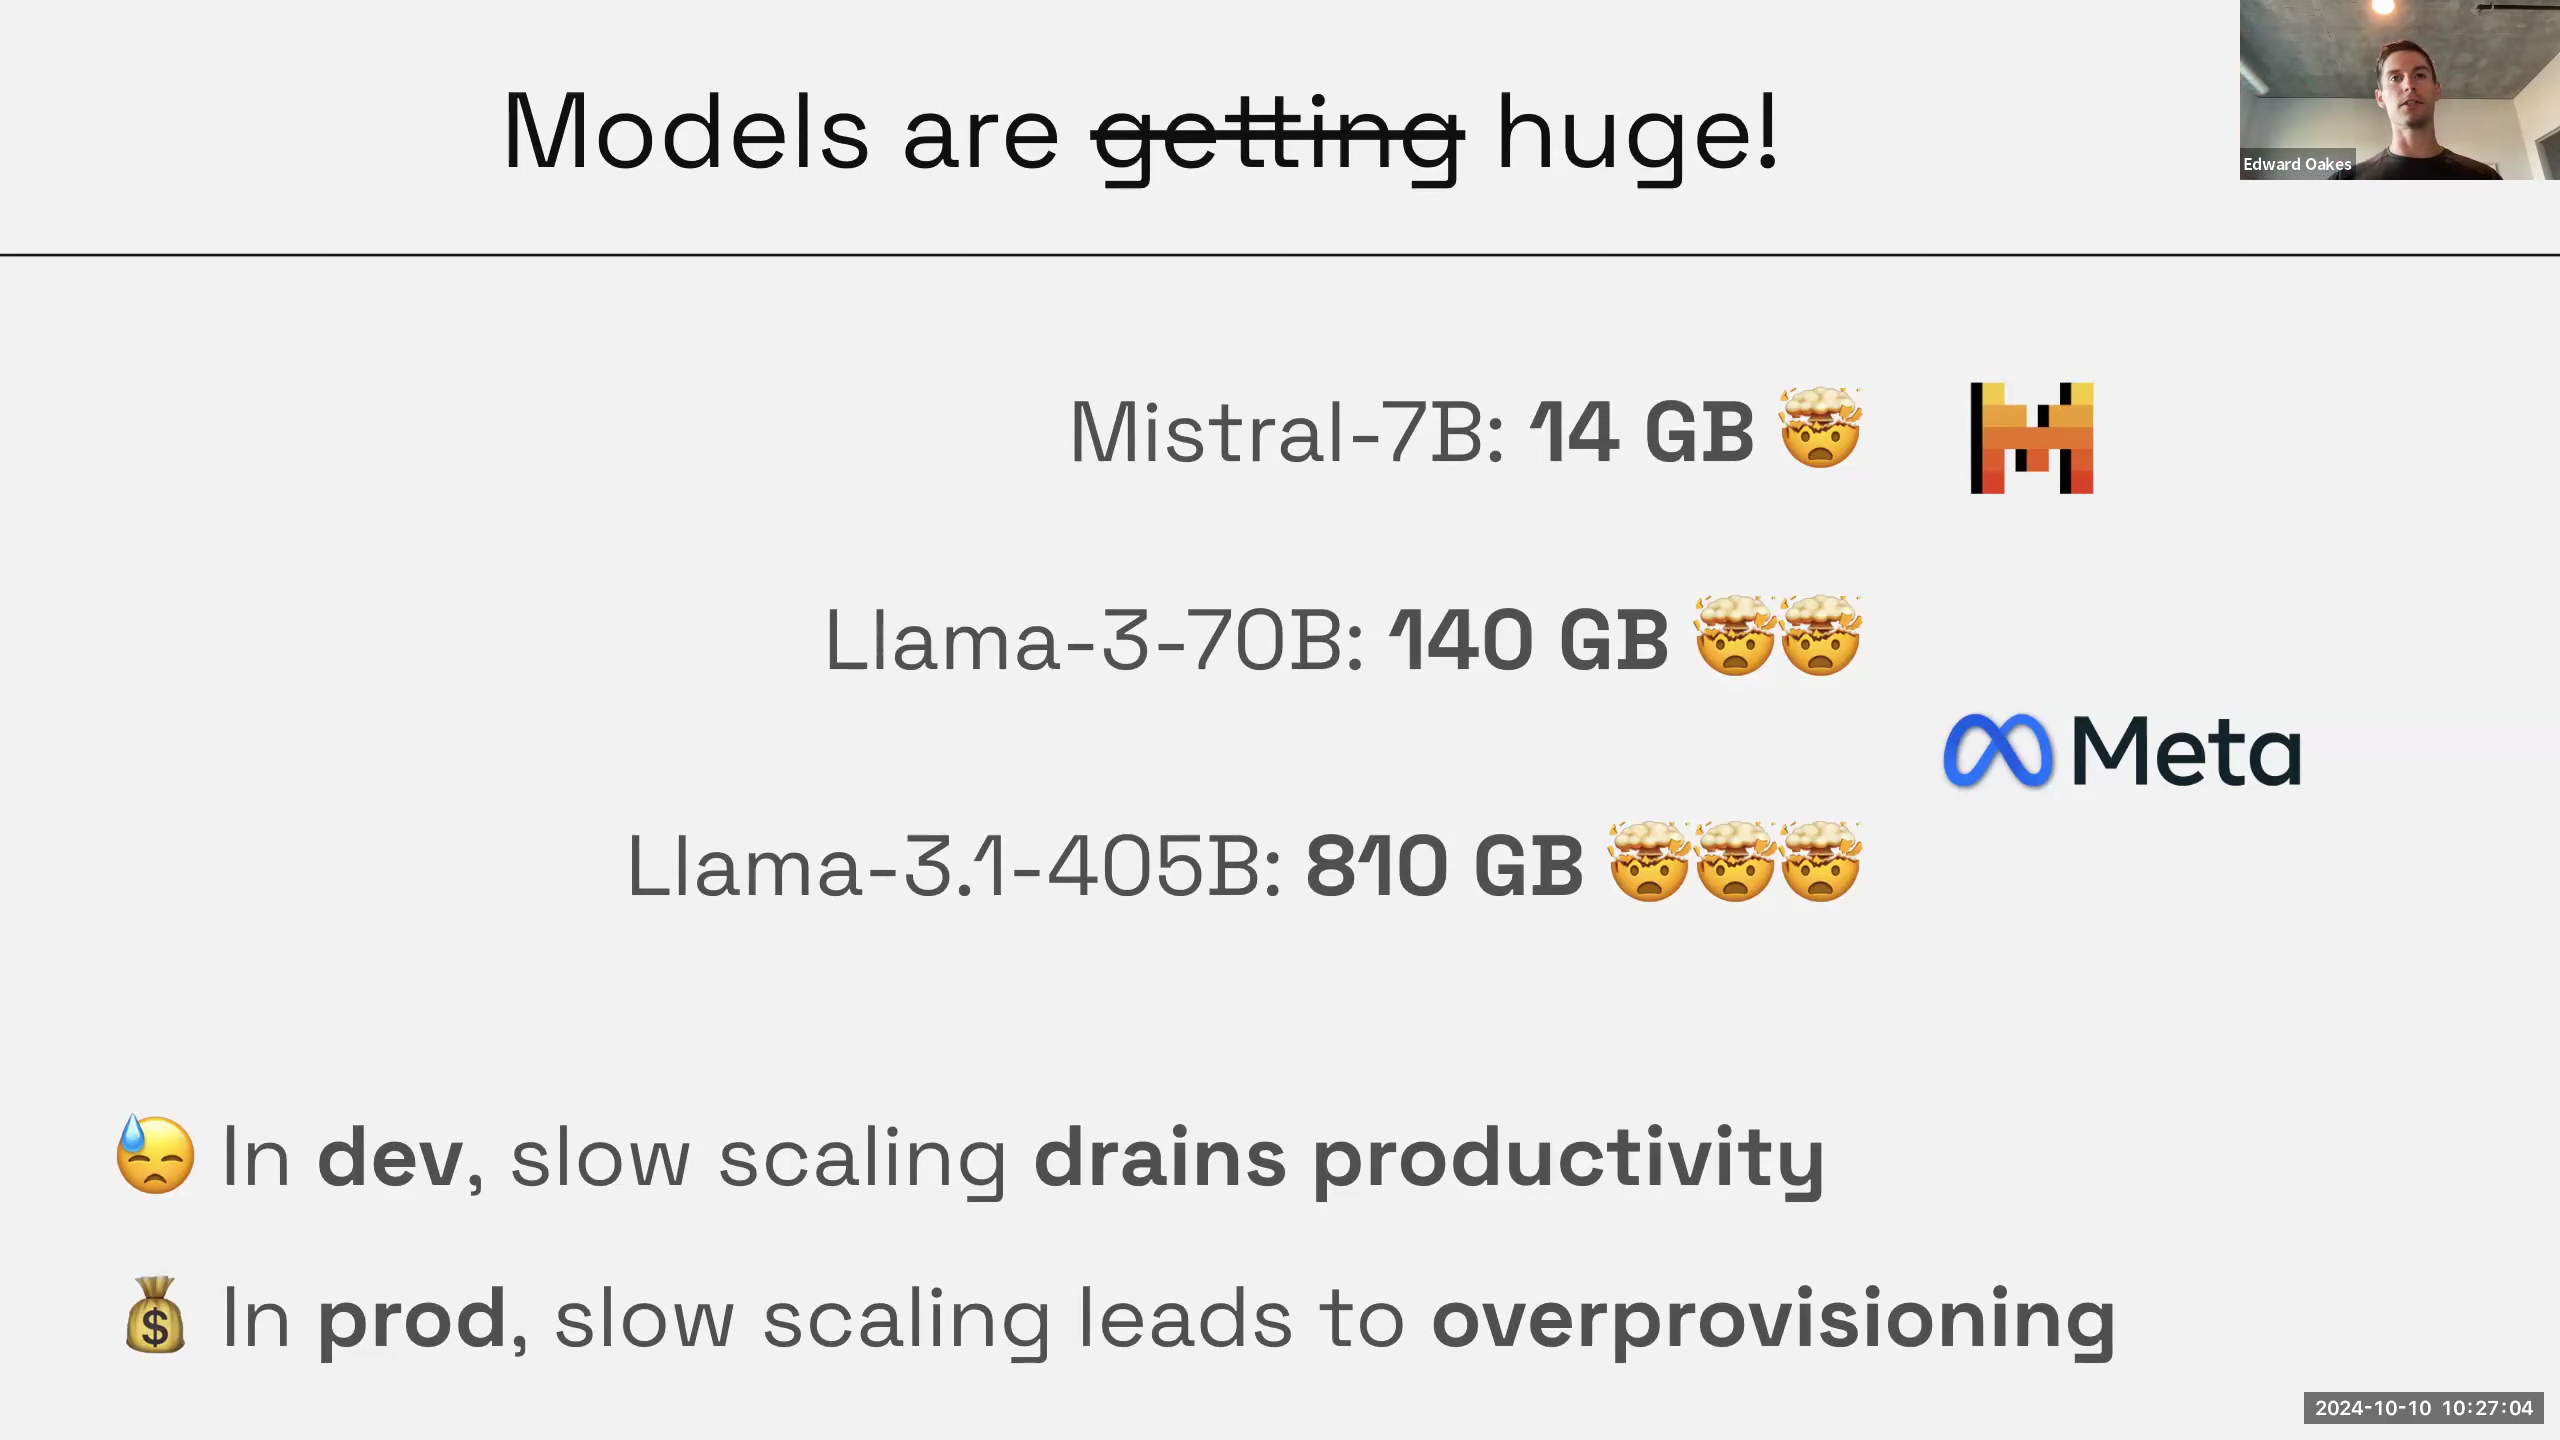 Models are getting huge!
Edward Oakes
Mistral-7B: 14 GB 🤯
Llama-3-70B: 140 GB 🤯🤯
Meta
Llama-3.1-405B: 810 GB 🤯🤯🤯
😓 In dev, slow scaling drains productivity
💰 In prod, slow scaling leads to overprovisioning
2024-10-10 10:27:04